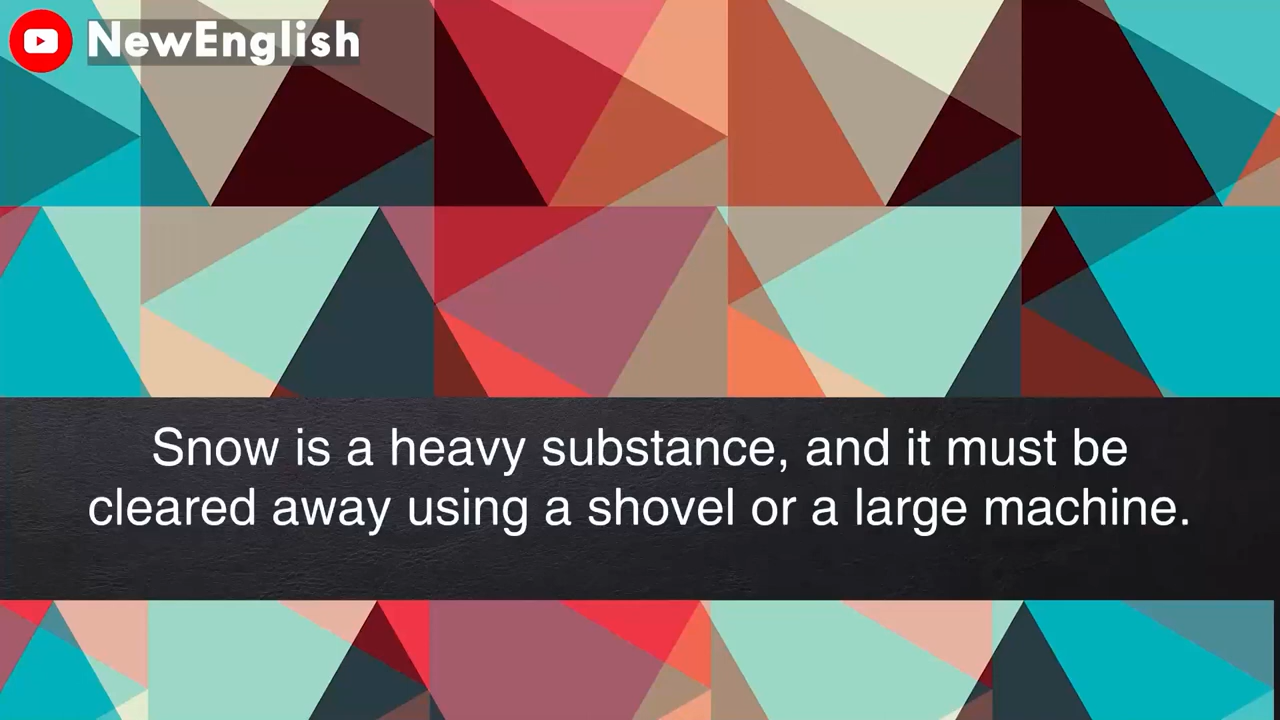 NewEnglish
Snow is a heavy substance, and it must be
cleared away using a shovel or a large machine.